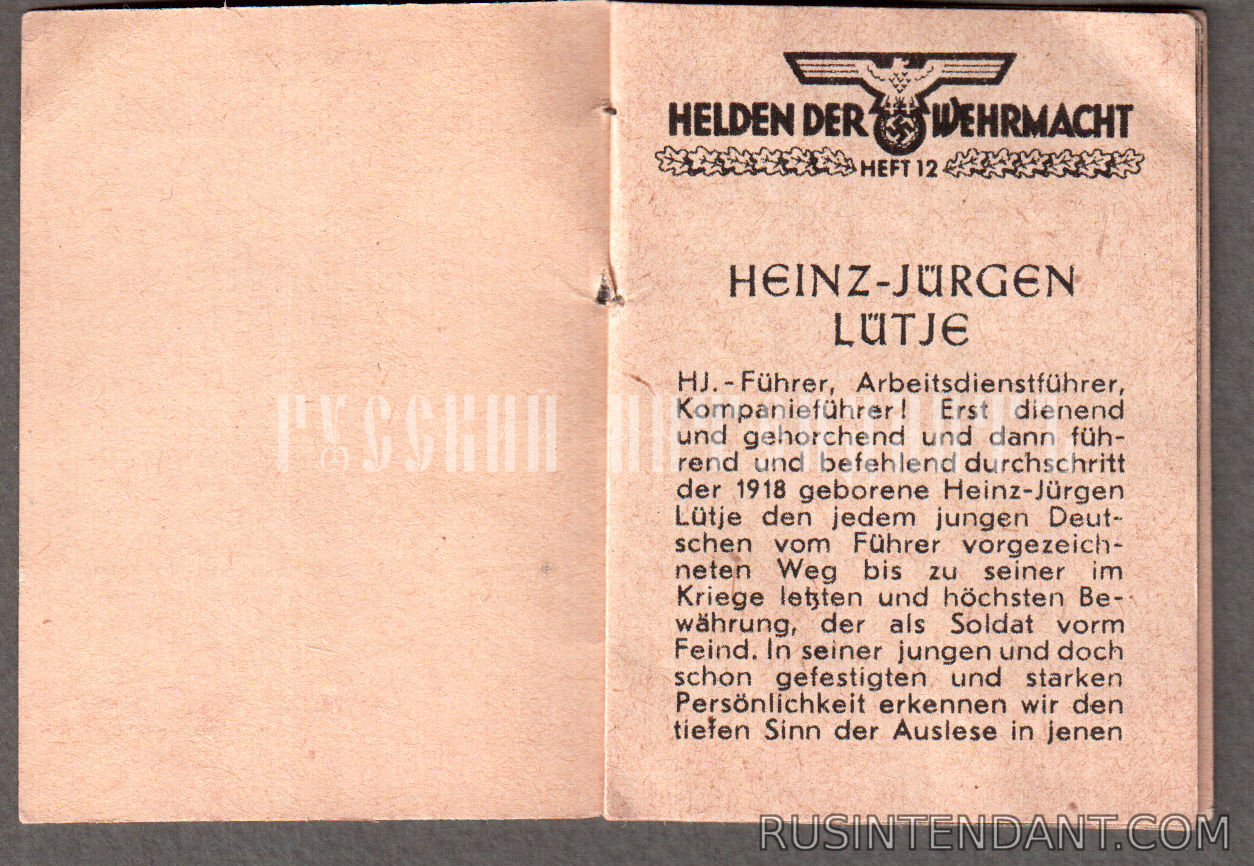 HELDEN DER WEHRMACHT
HEFT 12
HEINZ-JÜRGEN
LÜTJE
HJ.-Führer, Arbeitsdienstführer,
Kompanieführer! Erst dienend
und gehorchend und dann füh-
rend und befehlend durchschritt
der 1918 geborene Heinz-Jürgen
Lütje den jedem jungen Deut-
schen vom Führer vorgezeich-
neten Weg bis zu seiner im
Kriege letzten und höchsten Be-
währung, der als Soldat vorm
Feind. In seiner jungen und doch
schon gefestigten und starken
Persönlichkeit erkennen wir den
tiefen Sinn der Auslese in jenen
РУССКИЙ ИНТЕНДАНТЪ
RUSINTENDANT.COM